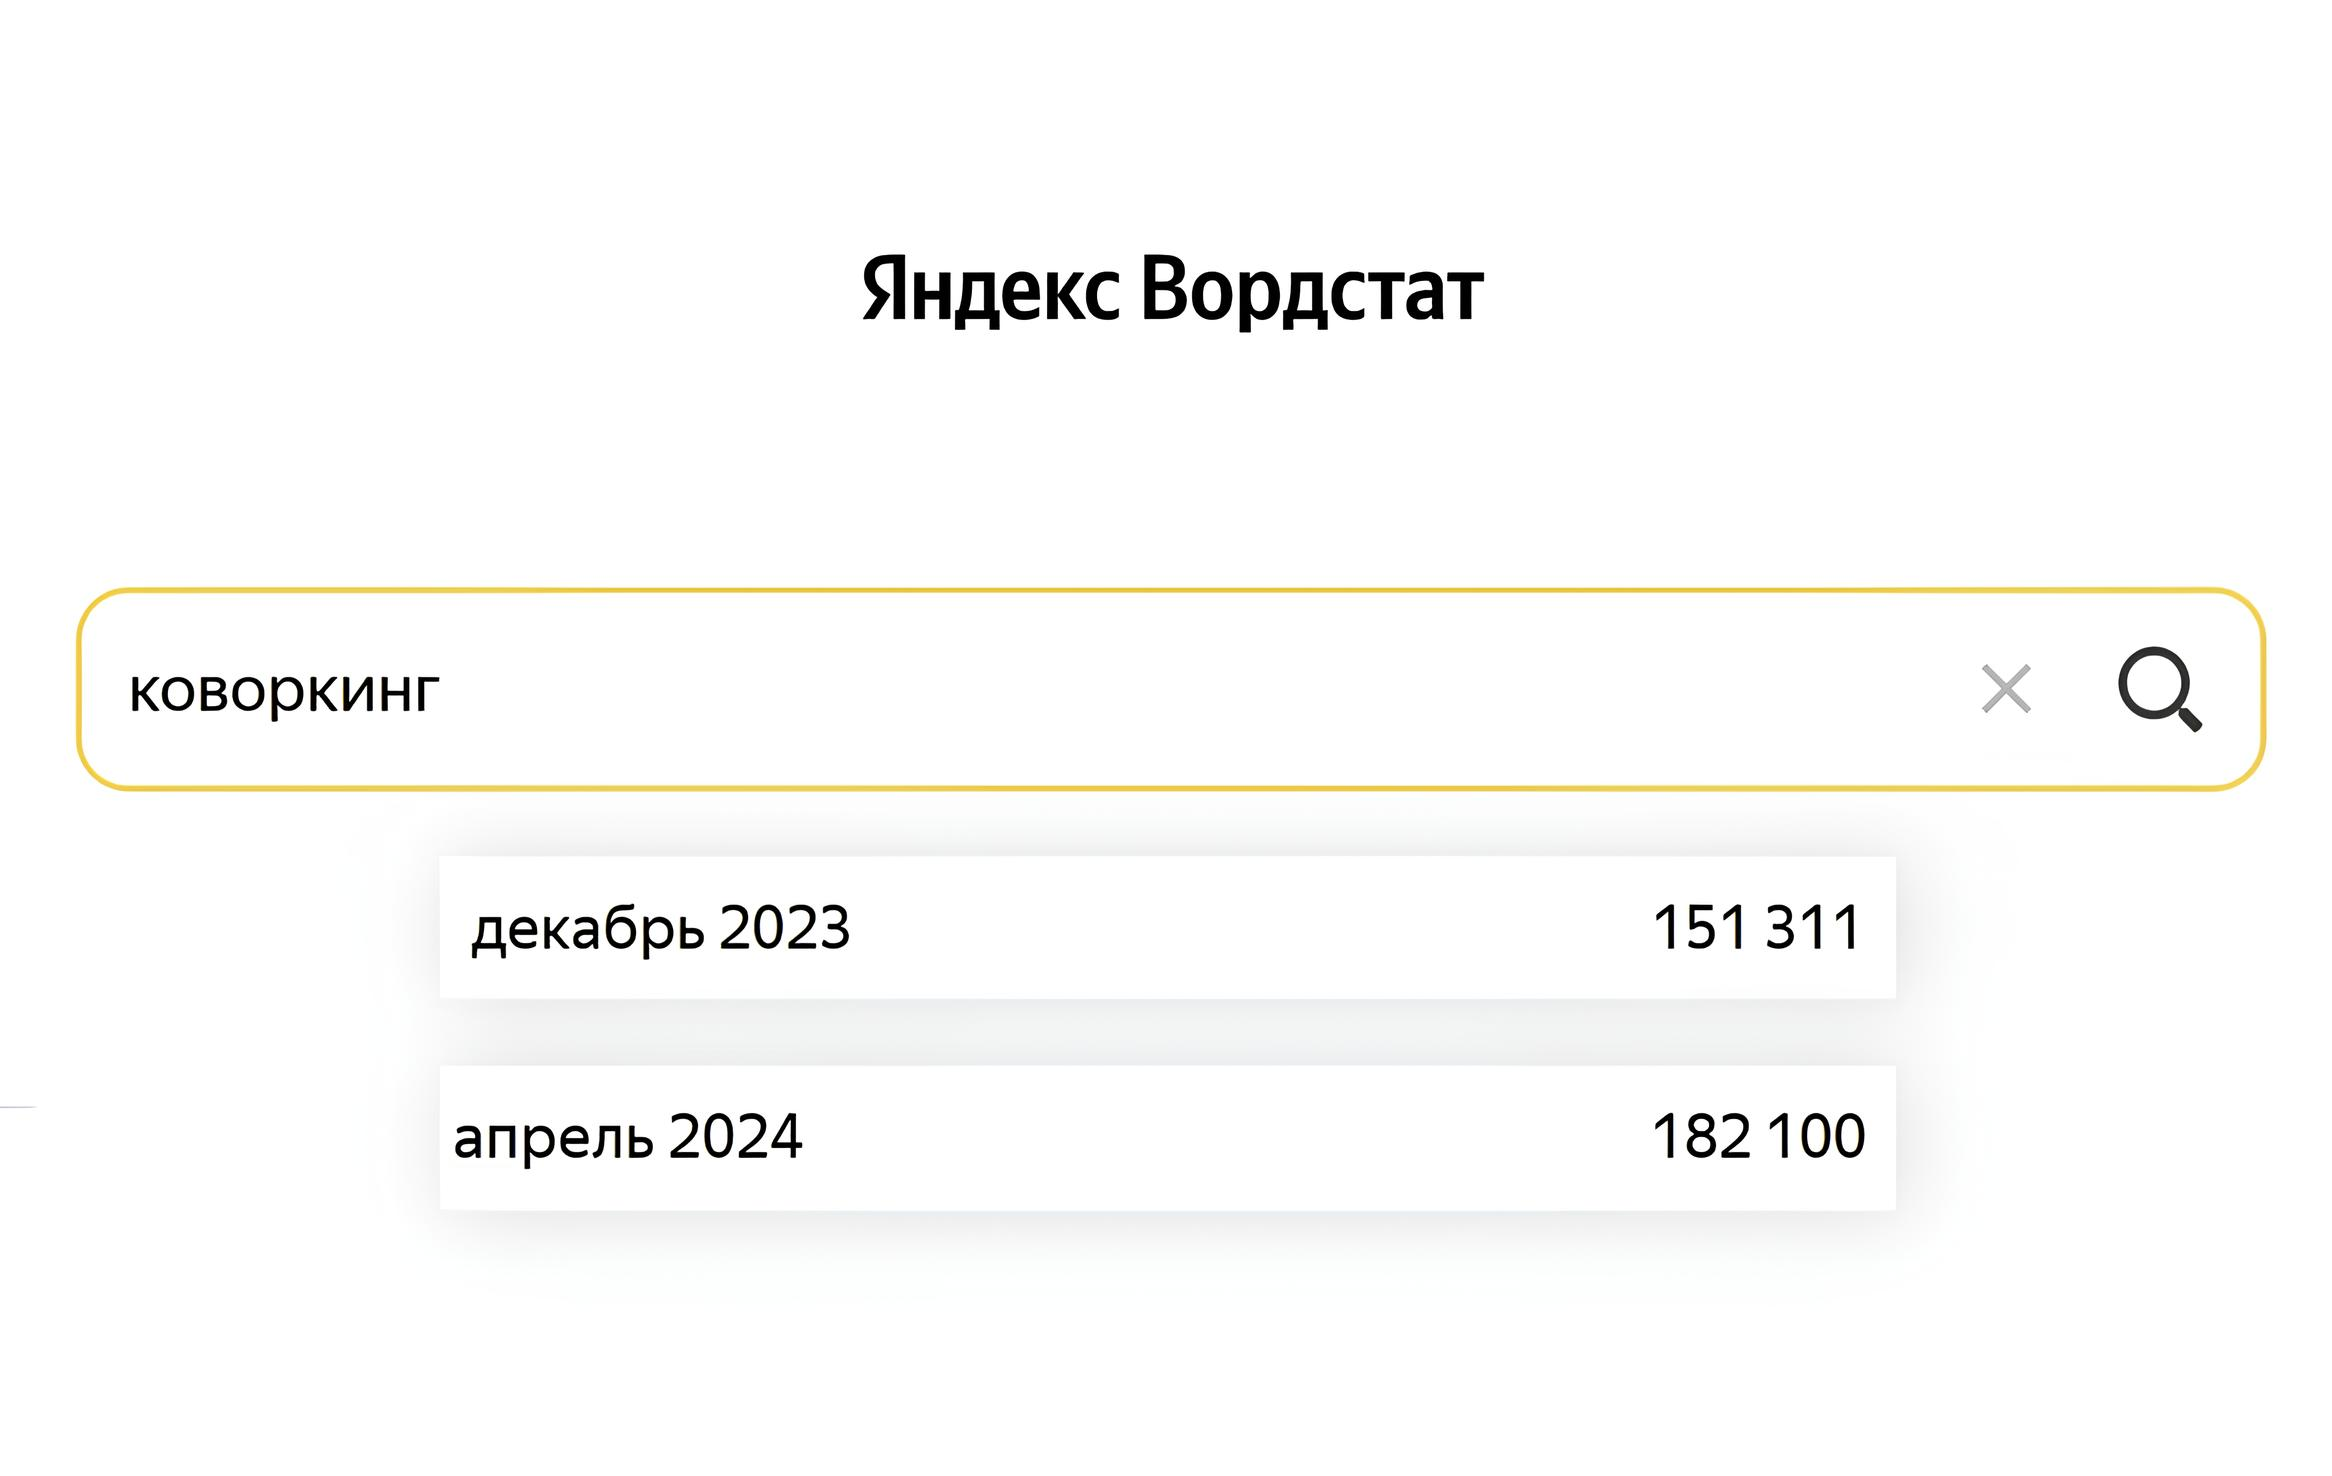 Яндекс Вордстат
коворкинг
декабрь 2023 151 311
апрель 2024 182 100